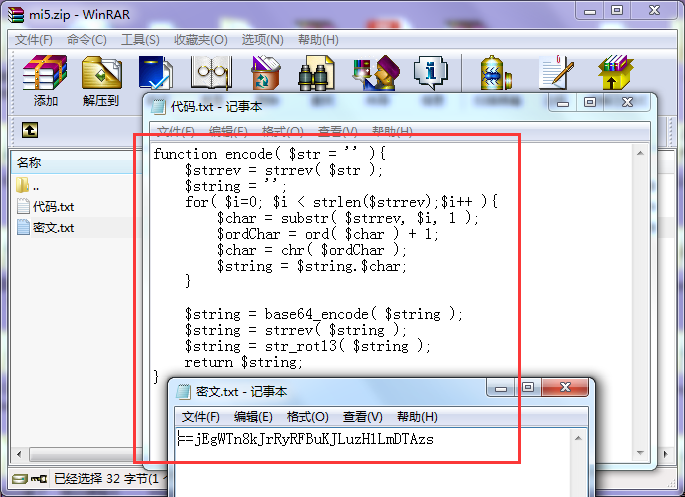 mi5.zip - WinRAR
文件(F) 命令(C) 工具(S) 收藏夹(O) 选项(N) 帮助(H)
添加 解压到
代码.txt - 记事本
文件(F) 编辑(E) 格式(O) 查看(V) 帮助(H)
名称
..
代码.txt
密文.txt
function encode( $str = '' ){
$strrev = strrev( $str );
$string = '';
for( $i=0; $i < strlen($strrev);$i++ ){
$char = substr( $strrev, $i, 1 );
$ordChar = ord( $char ) + 1;
$char = chr( $ordChar );
$string = $string.$char;
}
$string = base64_encode( $string );
$string = strrev( $string );
$string = str_rot13( $string );
return $string;
}
密文.txt - 记事本
文件(F) 编辑(E) 格式(O) 查看(V) 帮助(H)
==jEgWTn8kJrRyRFBuKJLuzH1LmDTAzs
已经选择 32 字节(1